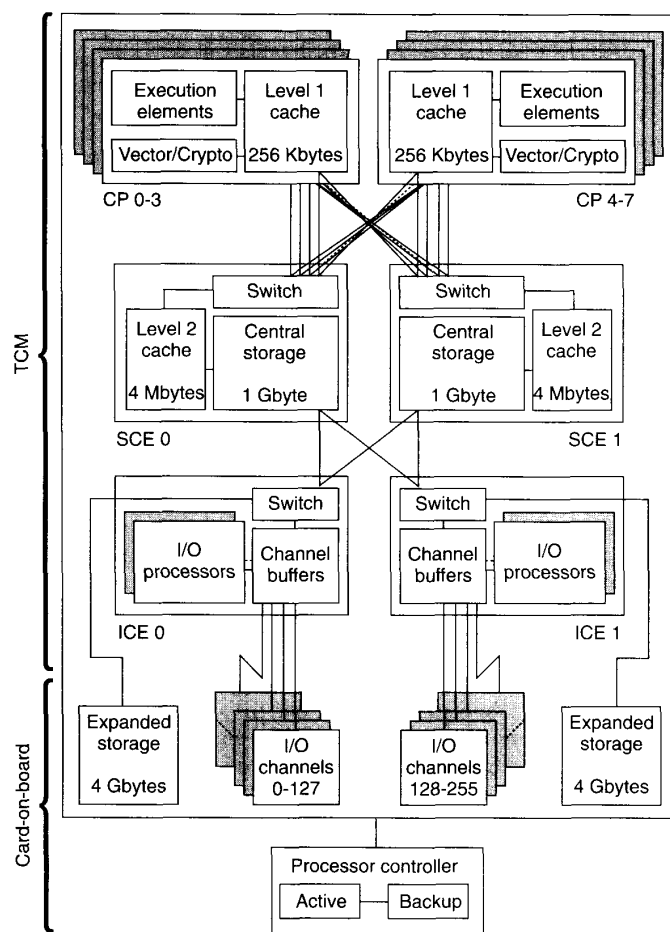 Execution
elements
Level 1
cache
256 Kbytes
Vector/Crypto
CP 0-3
Level 1
cache
256 Kbytes
Execution
elements
Vector/Crypto
CP 4-7
TCM
Switch
Level 2
cache
4 Mbytes
Central
storage
1 Gbyte
SCE 0
Switch
Central
storage
1 Gbyte
Level 2
cache
4 Mbytes
SCE 1
Switch
I/O
processors
Channel
buffers
ICE 0
Switch
Channel
buffers
I/O
processors
ICE 1
Card-on-board
Expanded
storage
4 Gbytes
I/O
channels
0-127
I/O
channels
128-255
Expanded
storage
4 Gbytes
Processor controller
Active
Backup